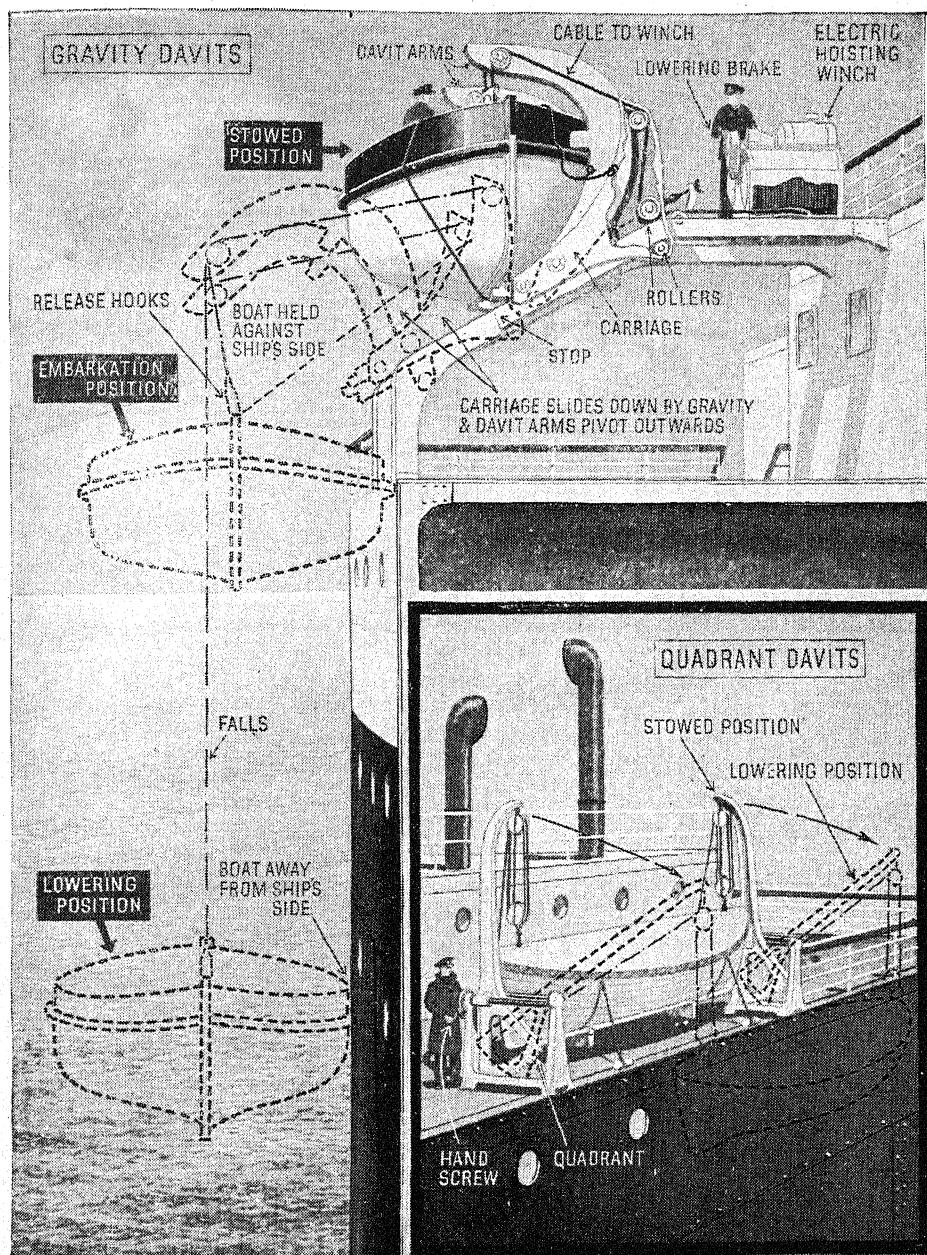 GRAVITY DAVITS
DAVIT ARMS
CABLE TO WINCH
LOWERING BRAKE
ELECTRIC
HOISTING
WINCH
STOWED
POSITION
RELEASE HOOKS
BOAT HELD
AGAINST
SHIPS SIDE
ROLLERS
CARRIAGE
STOP
EMBARKATION
POSITION
CARRIAGE SLIDES DOWN BY GRAVITY
& DAVIT ARMS PIVOT OUTWARDS
FALLS
BOAT AWAY
FROM SHIPS
SIDE
LOWERING
POSITION
QUADRANT DAVITS
STOWED POSITION
LOWERING POSITION
HAND
SCREW
QUADRANT